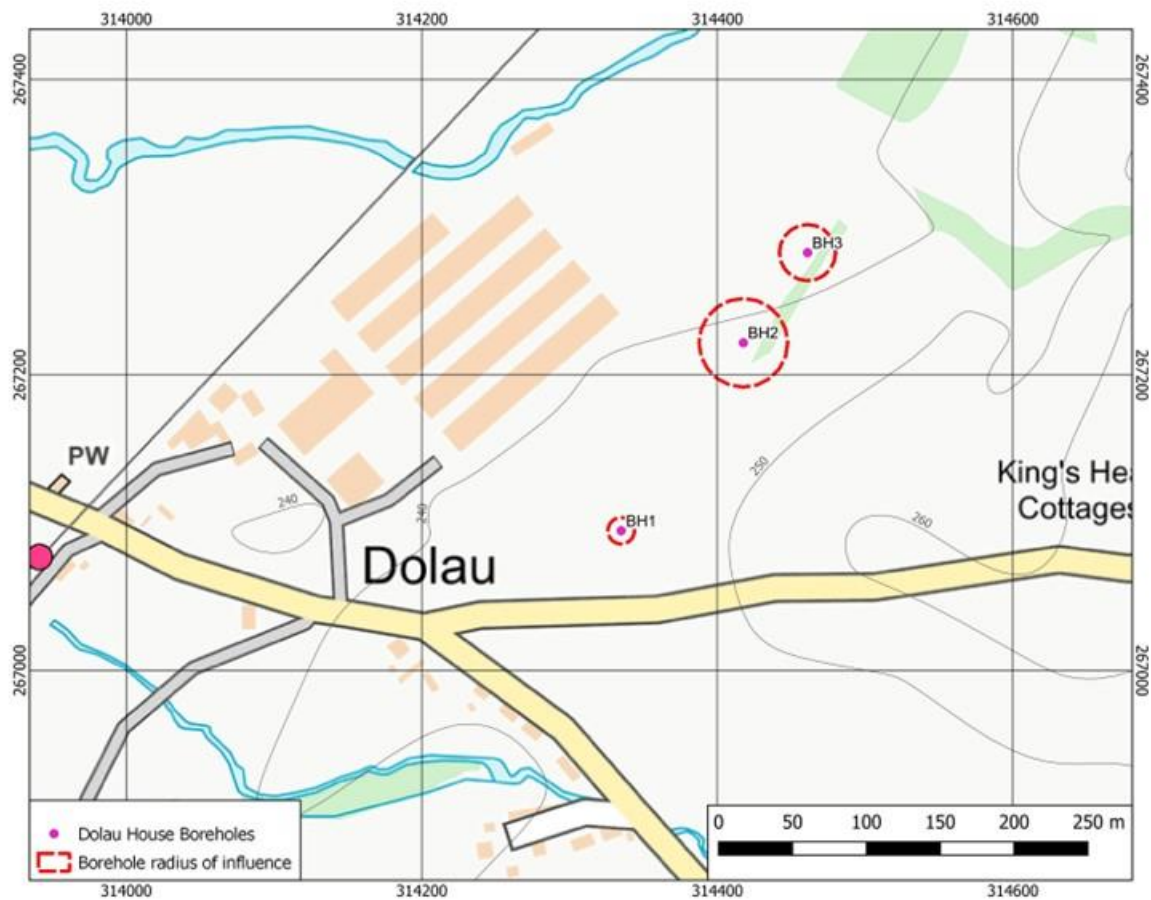 314000 314200 314400 314600
267400 267400
BH3
BH2
267200 267200
PW
250
King's Hea
Cottages
240
240
BH1
260
Dolau
267000 267000
Dolau House Boreholes
Borehole radius of influence
0 50 100 150 200 250 m
314000 314200 314400 314600